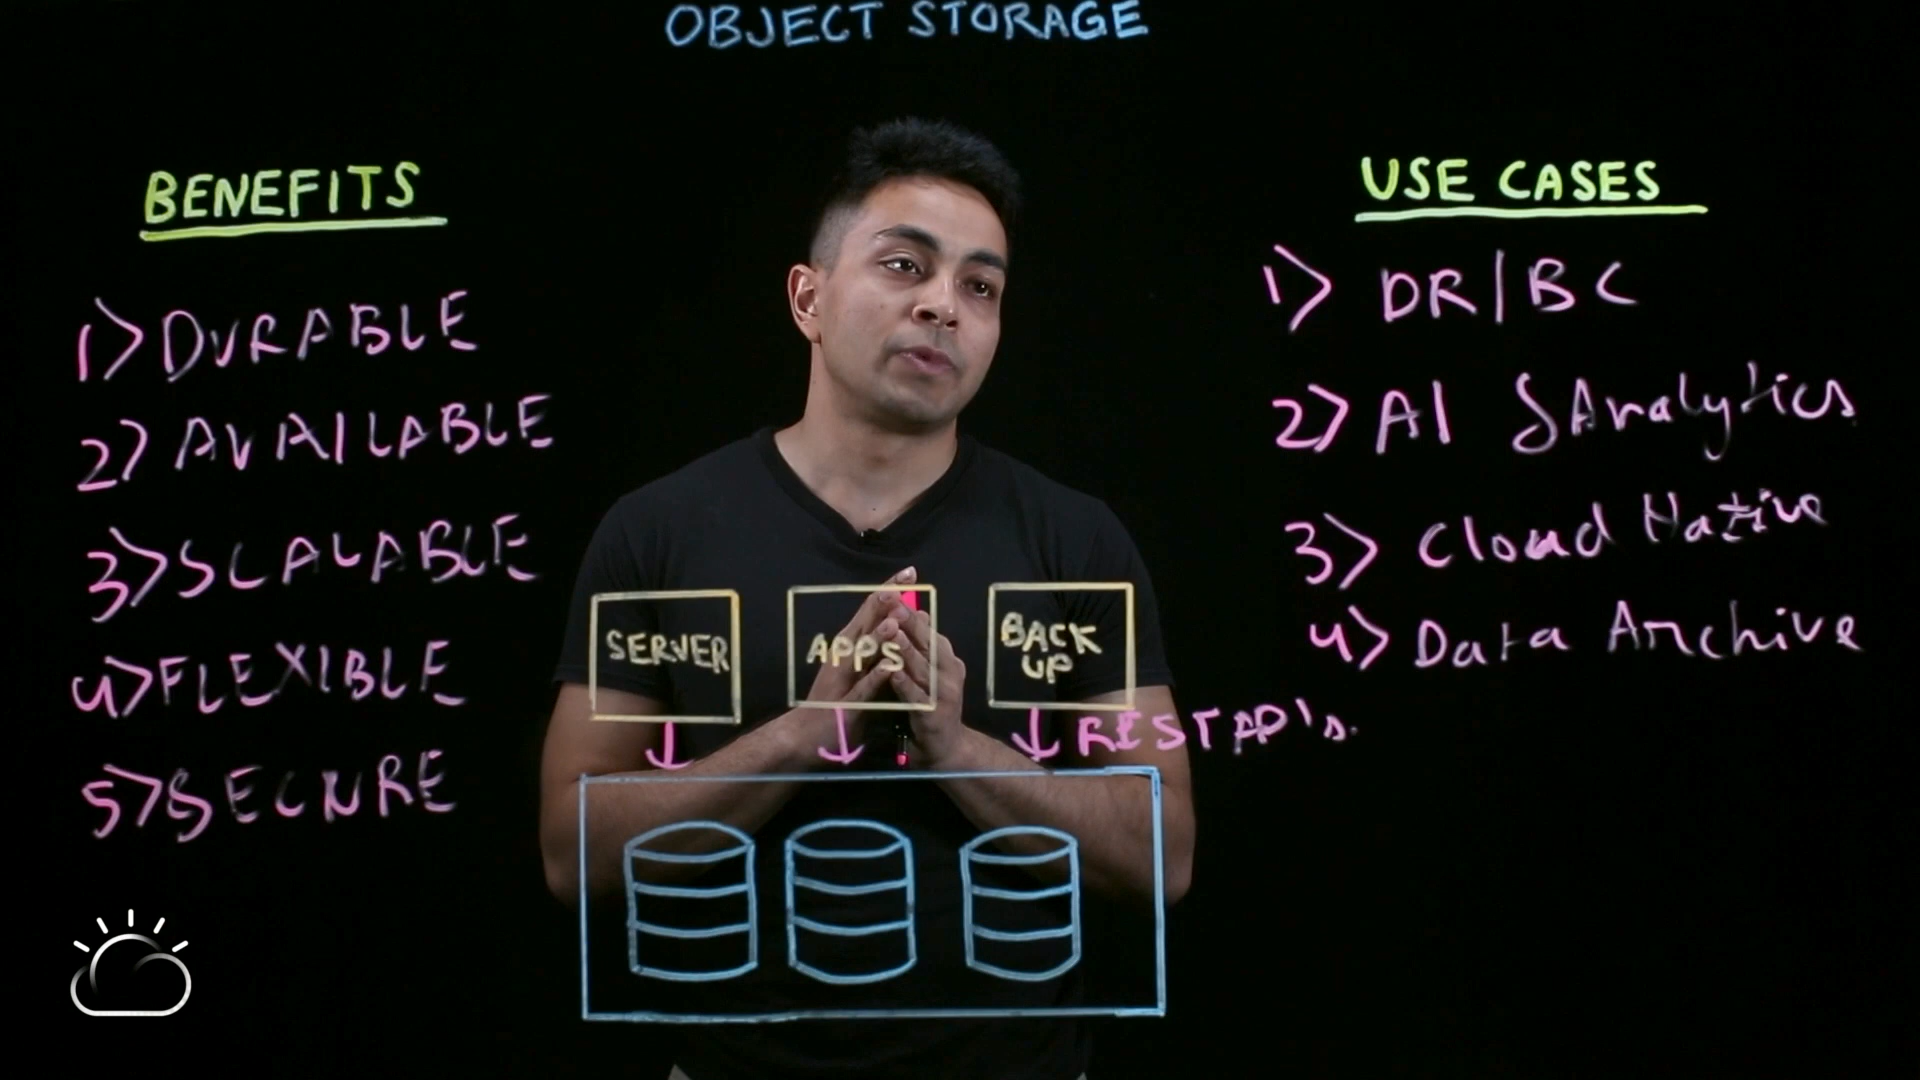 OBJECT STORAGE
BENEFITS
1> DURABLE
2> AVAILABLE
3> SCALABLE
4> FLEXIBLE
5> SECURE
SERVER
APPS
BACK
UP
REST API's.
USE CASES
1> DR/BC
2> AI & Analytics
3> Cloud Native
4> Data Archive